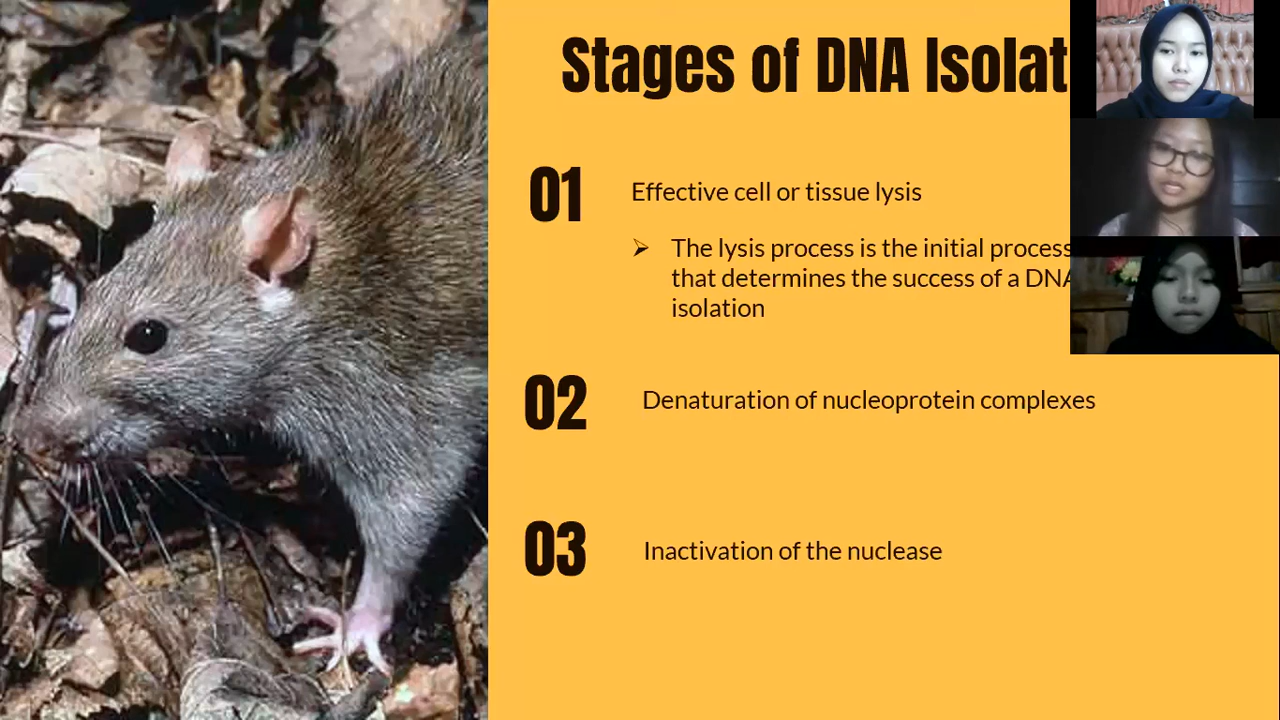 Stages of DNA Isolat
01
Effective cell or tissue lysis
➢ The lysis process is the initial process
that determines the success of a DNA
isolation
02
Denaturation of nucleoprotein complexes
03
Inactivation of the nuclease